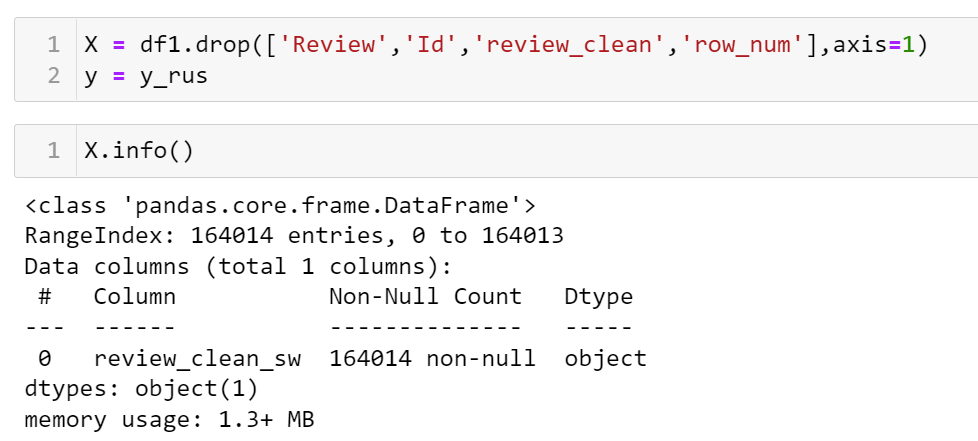 1 X = df1.drop(['Review','Id','review_clean','row_num'],axis=1)
2 y = y_rus
1 X.info()
<class 'pandas.core.frame.DataFrame'>
RangeIndex: 164014 entries, 0 to 164013
Data columns (total 1 columns):
 #   Column           Non-Null Count   Dtype
---  ------           --------------   -----
 0   review_clean_sw  164014 non-null  object
dtypes: object(1)
memory usage: 1.3+ MB